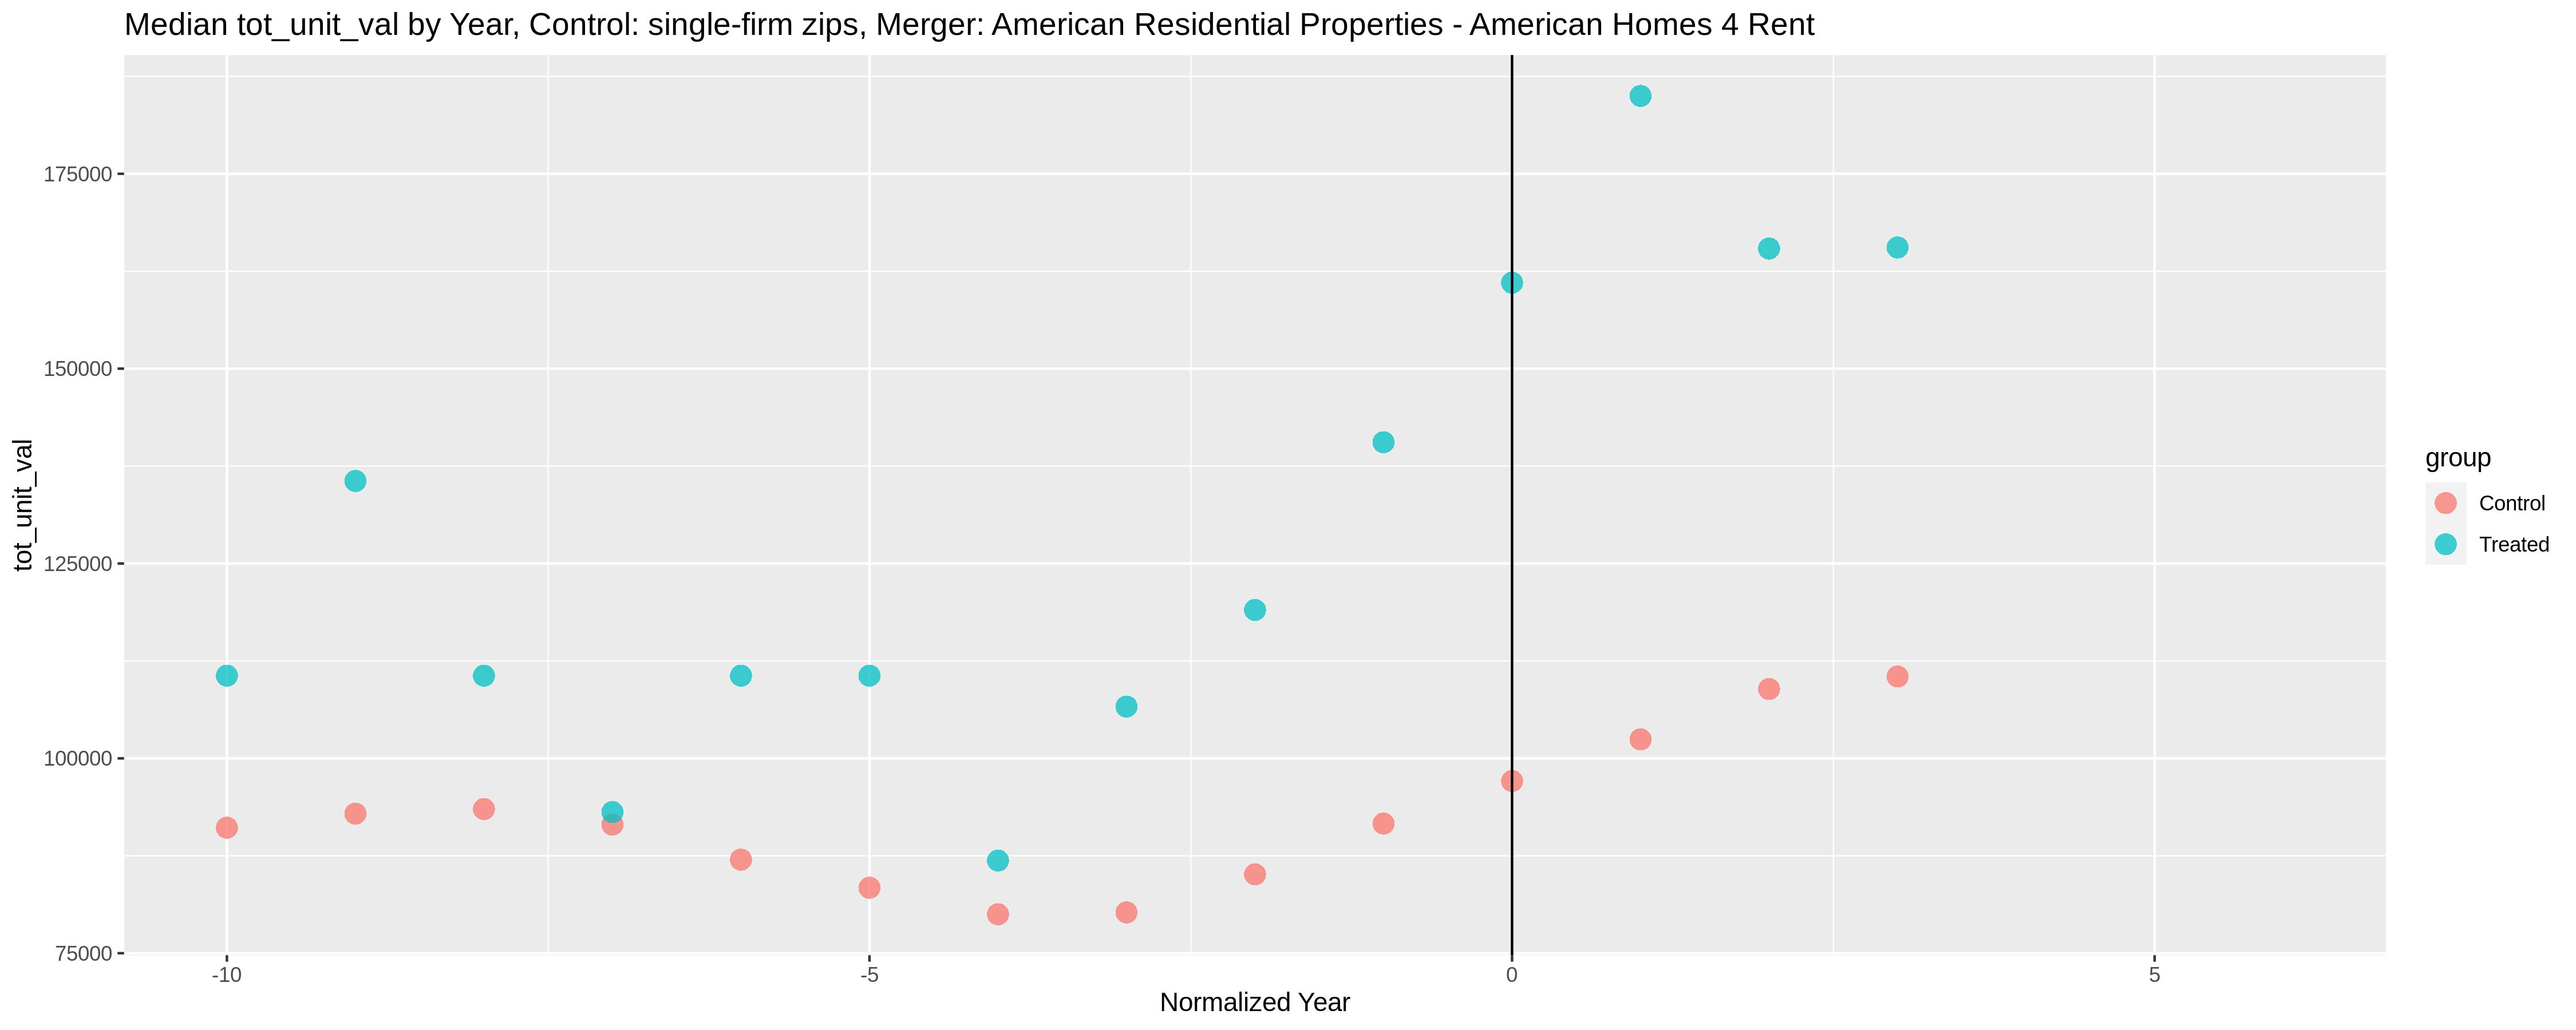 Median tot_unit_val by Year, Control: single-firm zips, Merger: American Residential Properties - American Homes 4 Rent
tot_unit_val
175000
150000
125000
100000
75000
-10
-5
0
5
Normalized Year
group
Control
Treated